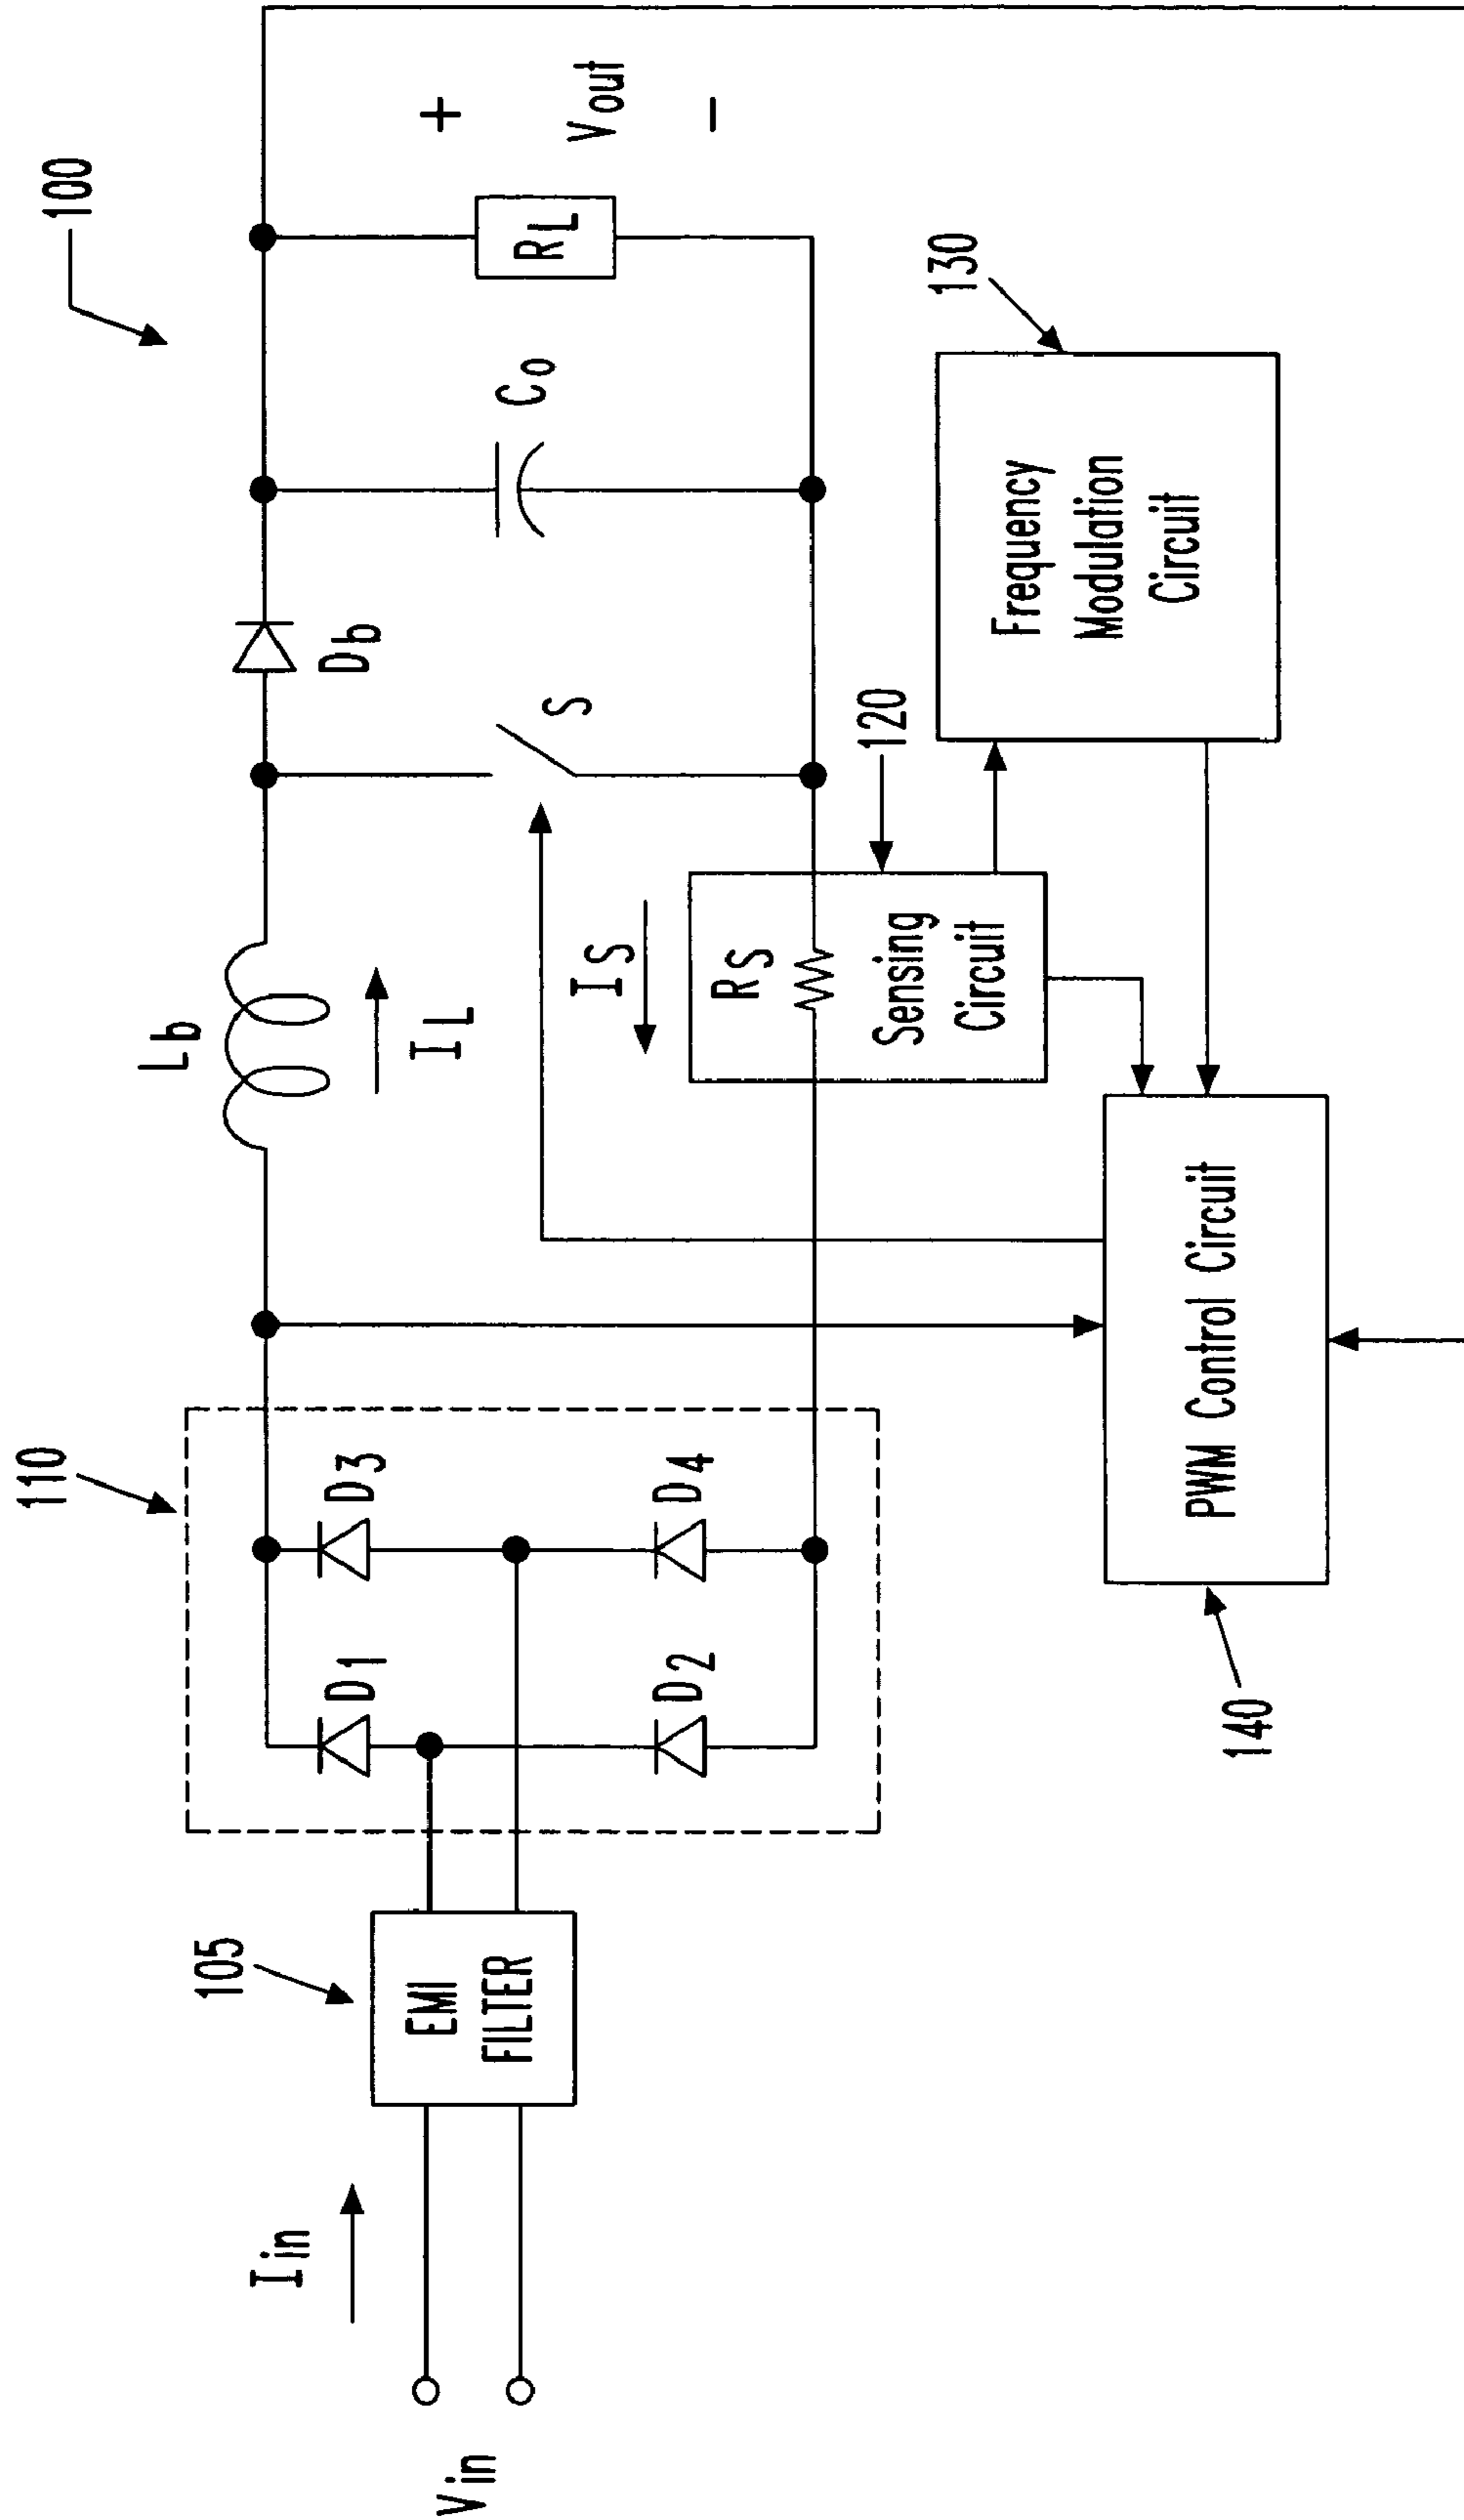 100
110
Lb
IL
Db
+
Vout
−
Co
RL
S
IS
RS
Sensing
Circuit
120
130
Frequency
Modulation
Circuit
D1
D3
D2
D4
105
EMI
FILTER
Iin
Vin
PWM Control Circuit
140